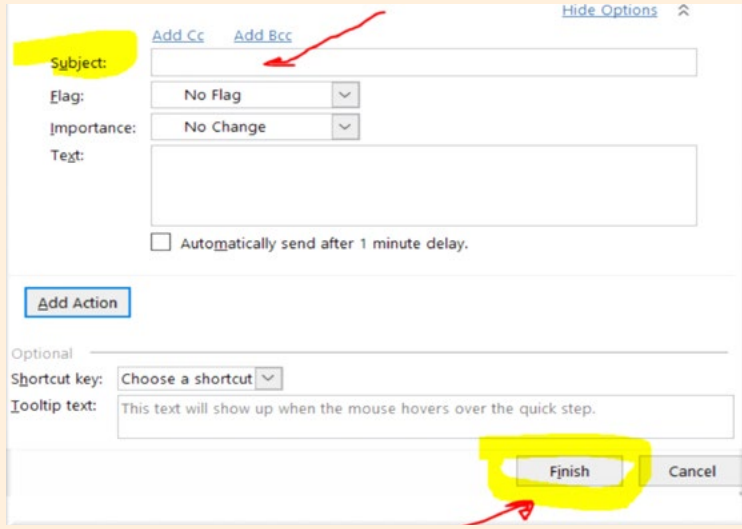 Hide Options
Add Cc Add Bcc
Subject:
Flag: No Flag
Importance: No Change
Text:
Automatically send after 1 minute delay.
Add Action
Optional
Shortcut key: Choose a shortcut
Tooltip text: This text will show up when the mouse hovers over the quick step.
Finish Cancel